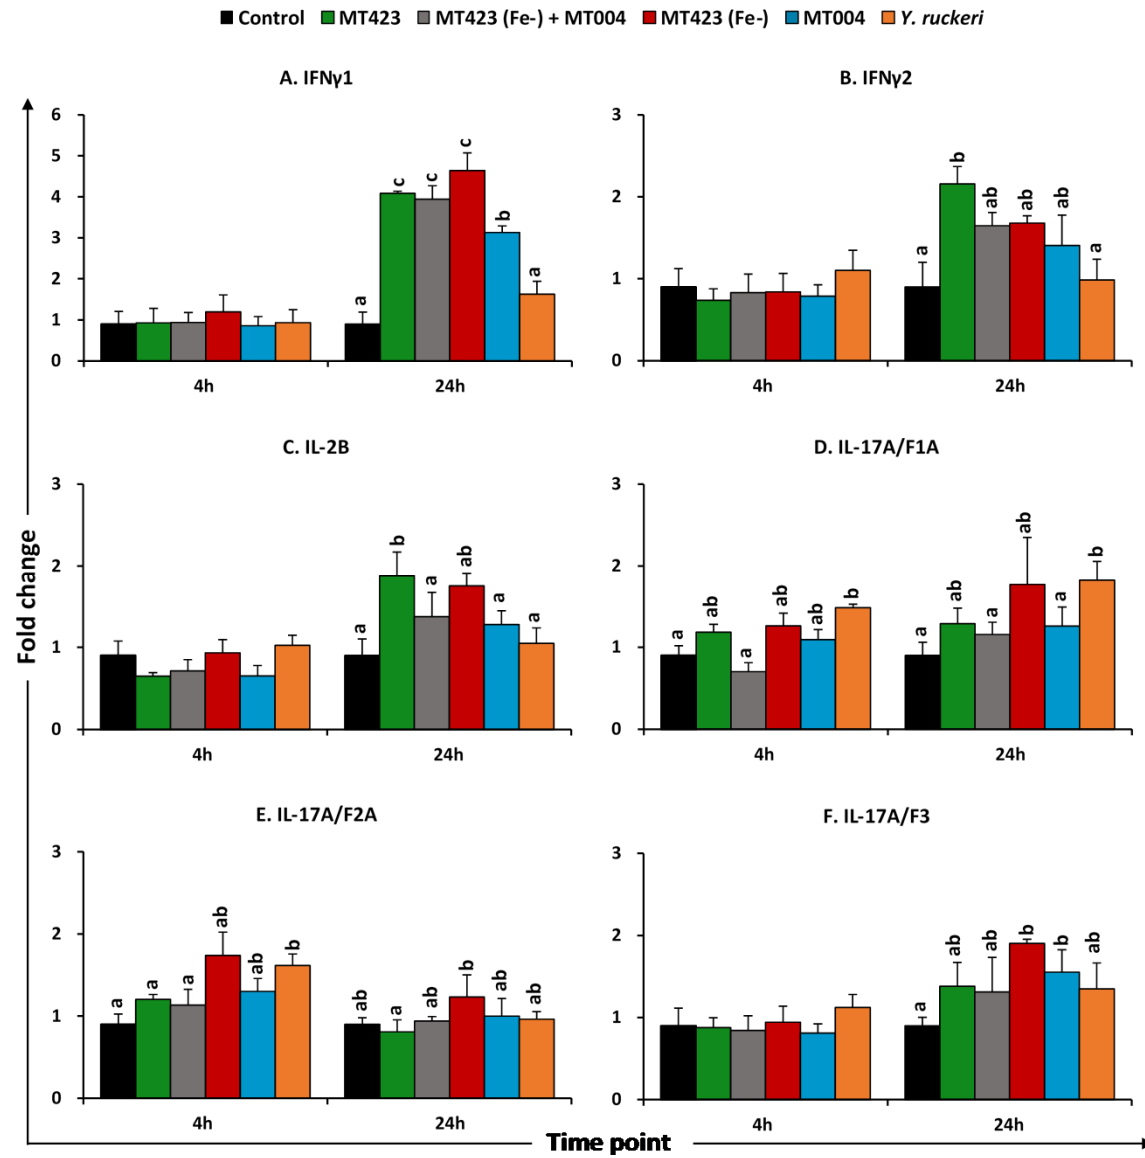 Control MT423 MT423 (Fe-) + MT004 MT423 (Fe-) MT004 Y. ruckeri
A. IFNγ1
6
5
4
3
2
1
0
a
c
c
c
b
a
4h 24h
B. IFNγ2
3
2
1
0
a
b
ab
ab
ab
a
4h 24h
C. IL-2B
3
2
1
0
a
b
a
ab
a
a
4h 24h
D. IL-17A/F1A
3
2
1
0
a
ab
a
ab
ab
b
a
ab
a
ab
a
b
4h 24h
E. IL-17A/F2A
3
2
1
0
a
a
a
ab
ab
b
ab
a
ab
b
ab
ab
4h 24h
F. IL-17A/F3
3
2
1
0
a
ab
ab
b
b
ab
4h 24h
Fold change
Time point